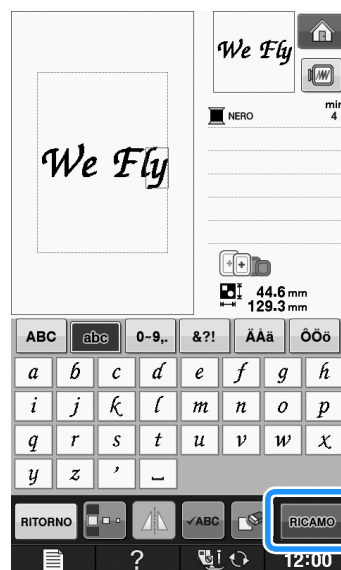 We Fly
We Fly
NERO
min
4
44.6 mm
129.3 mm
ABC abc 0~9,. &?! ÄÅä ÔÖö
a b c d e f g h
i j k l m n o p
q r s t u v w x
y z ’ ⎵
RITORNO ✓ABC RICAMO
? 12:00